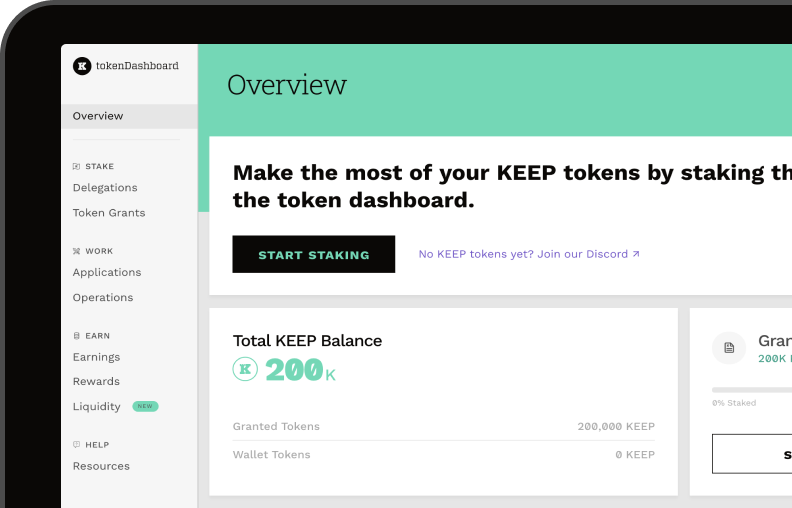 K tokenDashboard
Overview
STAKE
Delegations
Token Grants
WORK
Applications
Operations
EARN
Earnings
Rewards
Liquidity NEW
HELP
Resources
Overview
Make the most of your KEEP tokens by staking
the token dashboard.
START STAKING
No KEEP tokens yet? Join our Discord ↗
Total KEEP Balance
K 200K
Granted Tokens 200,000 KEEP
Wallet Tokens 0 KEEP
200K
0% Staked